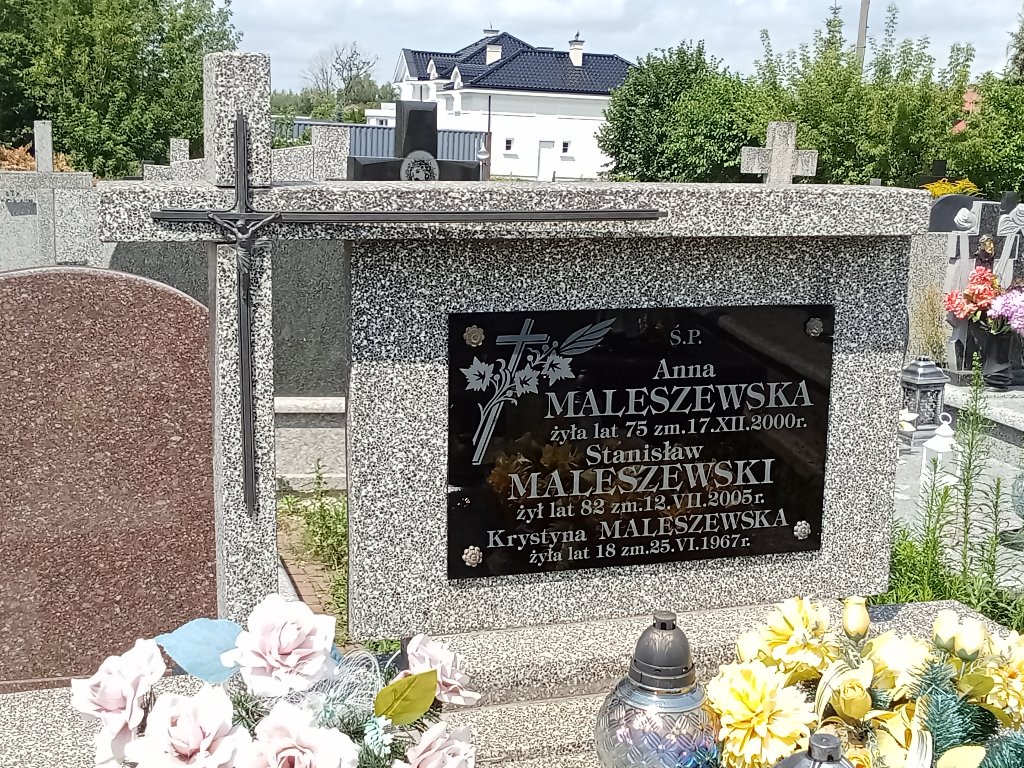 Ś.P.
Anna
MALESZEWSKA
żyła lat 75 zm.17.XII.2000r.
Stanisław
MALESZEWSKI
żył lat 82 zm.12.VII.2005r.
Krystyna MALESZEWSKA
żyła lat 18 zm.25.VI.1967r.